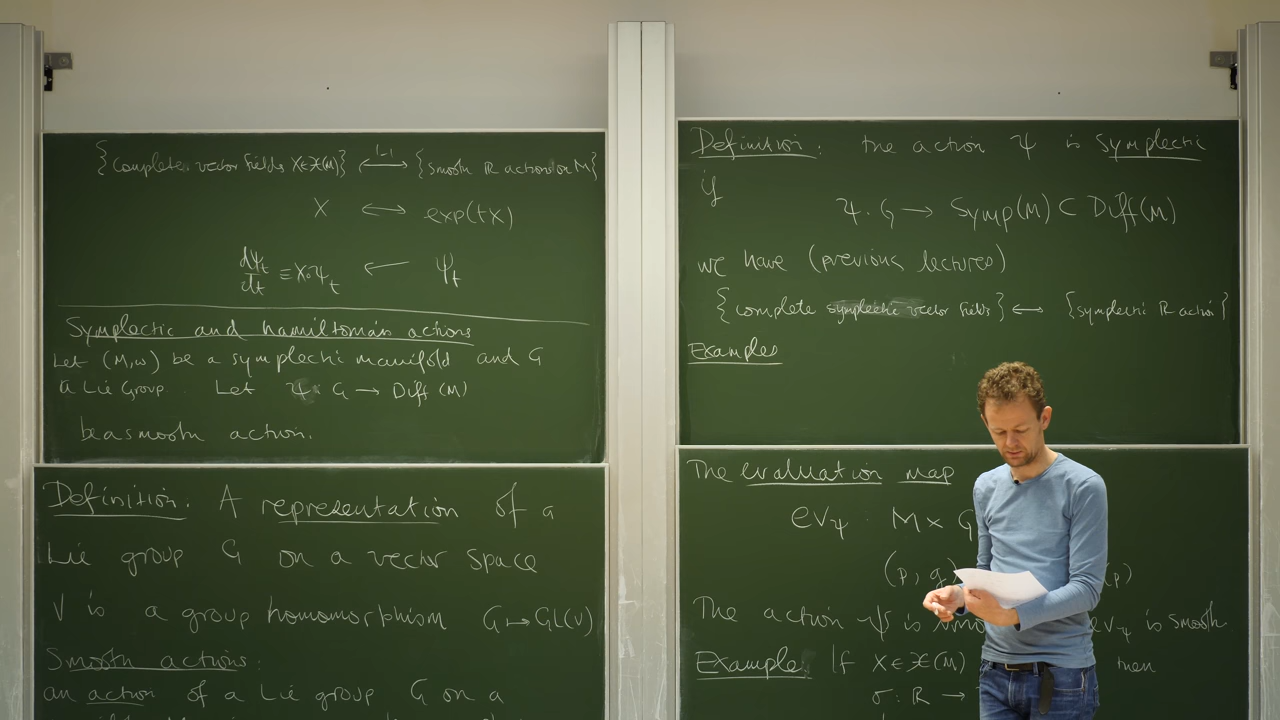 {complete vector fields X∈𝔛(M)} ⟷ {smooth ℝ actions on M}
1-1
X ⟷ exp(tX)
dψ_t/dt ≡ X∘ψ_t ⟵ ψ_t
Symplectic and hamiltonian actions
Let (M,ω) be a symplectic manifold and G
a Lie Group. Let ψ: G → Diff(M)
be a smooth action.
Definition: A representation of a
Lie group G on a vector space
V is a group homomorphism G ↦ GL(V)
Smooth actions:
an action of a Lie group G on a
Definition: the action ψ is symplectic
if
ψ: G → Symp(M) ⊂ Diff(M)
we have (previous lectures)
{complete symplectic vector fields} ⟷ {symplectic ℝ action}
Examples
The evaluation map
ev_ψ : M × G
(p, g) (p)
The action ψ is ev_ψ is smooth
Example: If X∈𝔛(M) then
σ: ℝ →